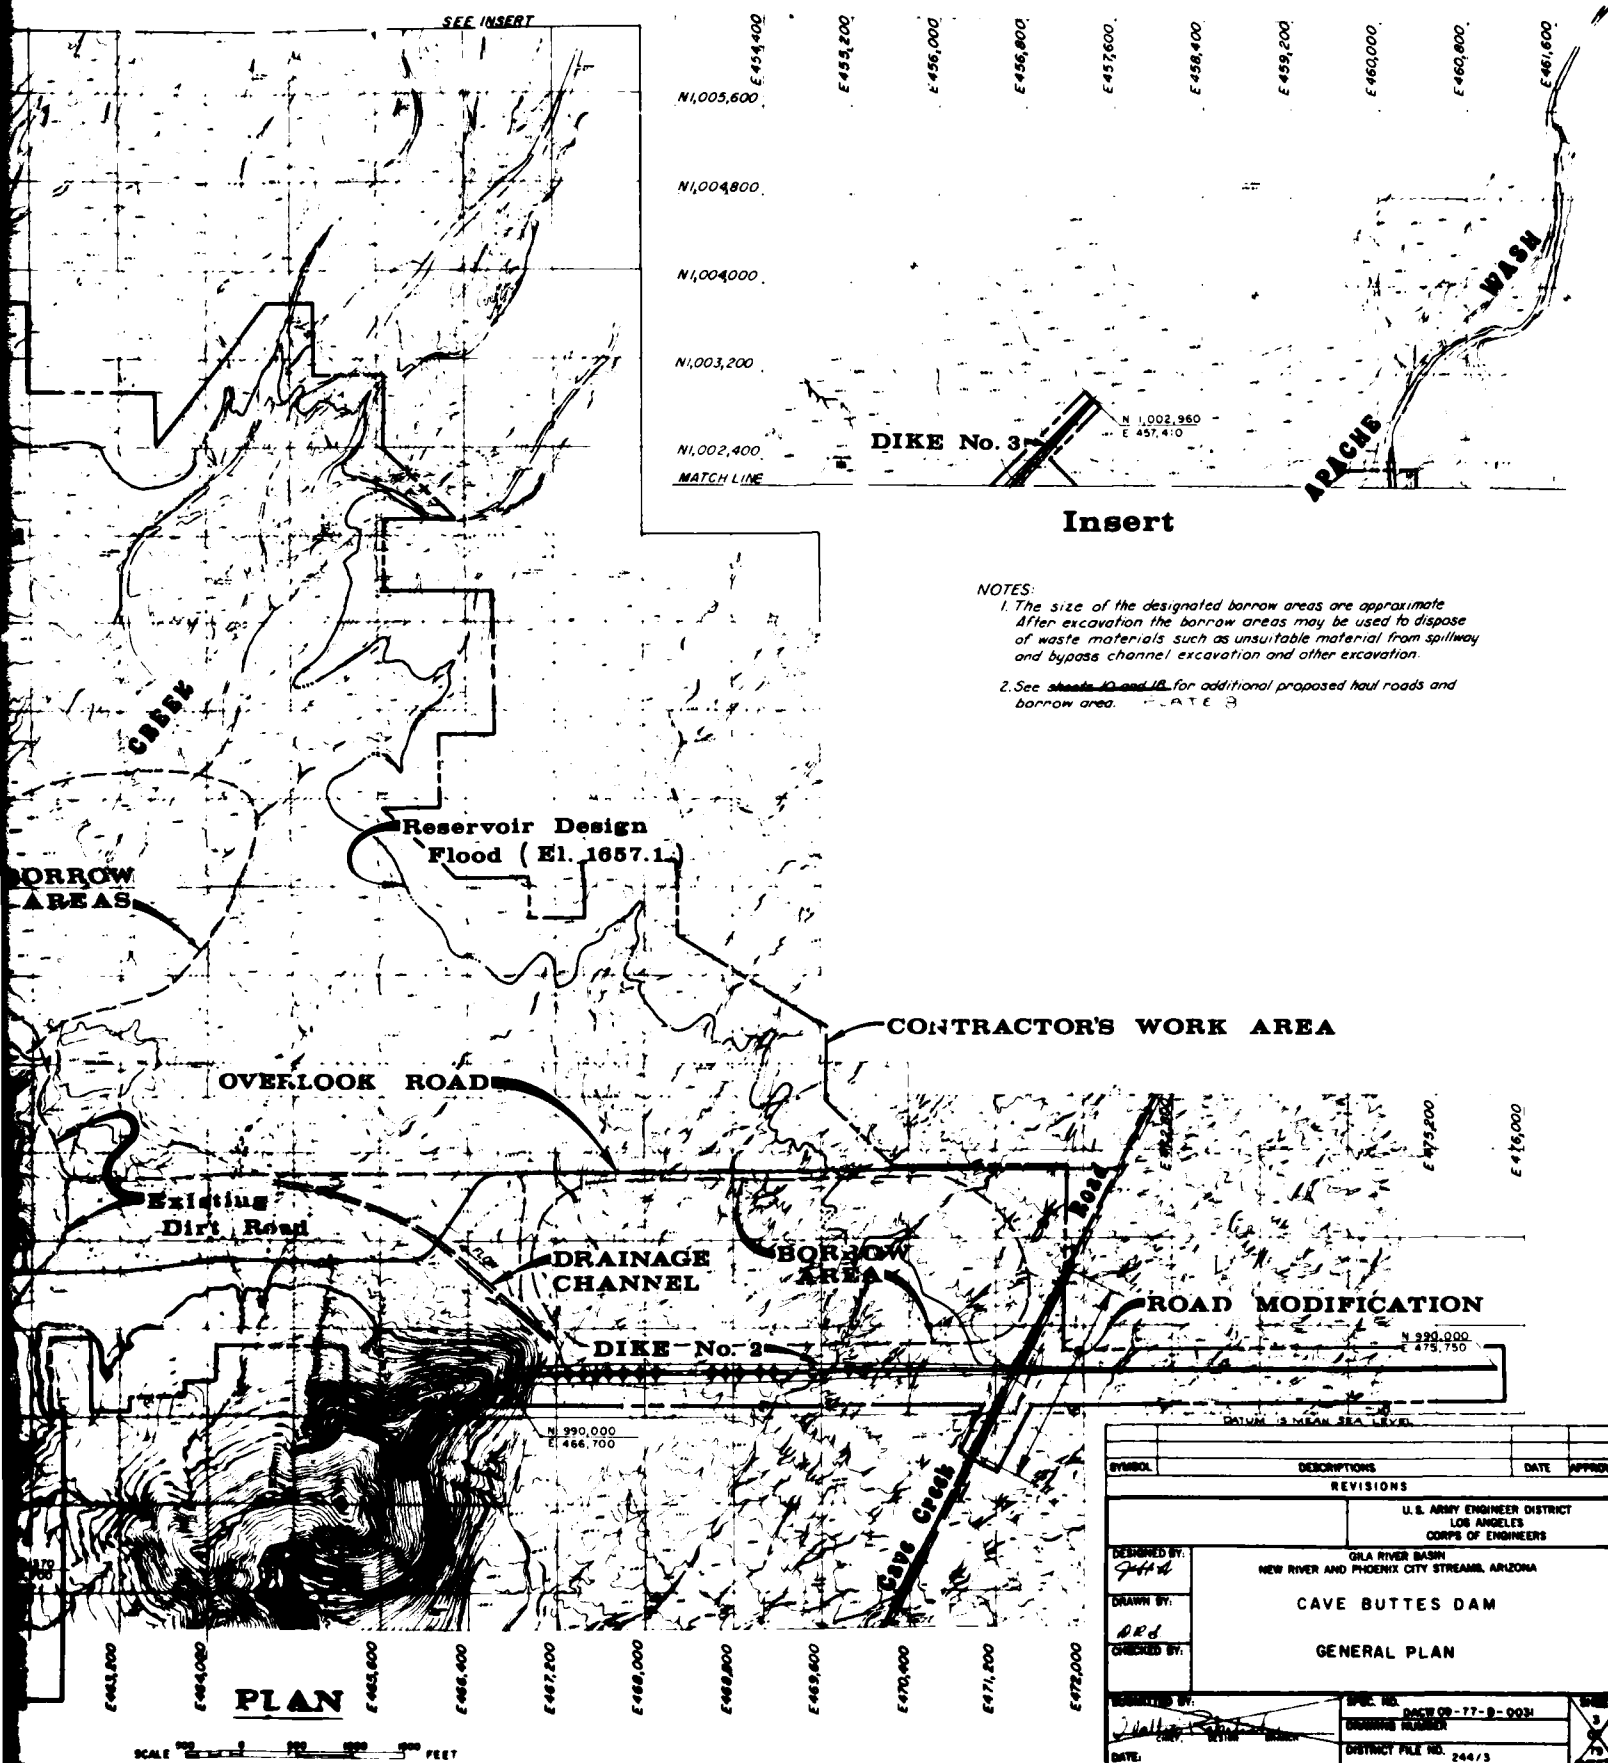 SEE INSERT
E 454,400
E 455,200
E 456,000
E 456,800
E 457,600
E 458,400
E 459,200
E 460,000
E 460,800
E 461,600
N1,005,600
N1,004,800
N1,004,000
N1,003,200
N1,002,400
MATCH LINE
DIKE No. 3
N 1,002,960
E 457,410
APACHE WASH
Insert
NOTES:
1. The size of the designated borrow areas are approximate
After excavation the borrow areas may be used to dispose
of waste materials such as unsuitable material from spillway
and bypass channel excavation and other excavation.
2. See sheets 10 and 18 for additional proposed haul roads and
borrow area.
CREEK
Reservoir Design
Flood ( El. 1657.1 )
BORROW
AREAS
CONTRACTOR'S WORK AREA
OVERLOOK ROAD
E 475,200
E 476,000
Existing
Dirt Road
FLOW
DRAINAGE
CHANNEL
BORROW
AREA
ROAD MODIFICATION
DIKE No. 2
N 990,000
E 475,750
N 990,000
E 466,700
Cave Creek Road
DATUM IS MEAN SEA LEVEL
SYMBOL DESCRIPTIONS DATE
REVISIONS
U. S. ARMY ENGINEER DISTRICT
LOS ANGELES
CORPS OF ENGINEERS
DESIGNED BY:
GILA RIVER BASIN
NEW RIVER AND PHOENIX CITY STREAMS, ARIZONA
DRAWN BY:
CAVE BUTTES DAM
CHECKED BY:
GENERAL PLAN
SUBMITTED BY:
SPEC. NO. DACW 09-77-B-0031
DRAWING NUMBER
DATE:
DISTRICT FILE NO. 244/3
E 463,200
E 464,000
E 465,600
E 466,400
E 467,200
E 468,000
E 468,800
E 469,600
E 470,400
E 471,200
E 472,000
PLAN
SCALE FEET